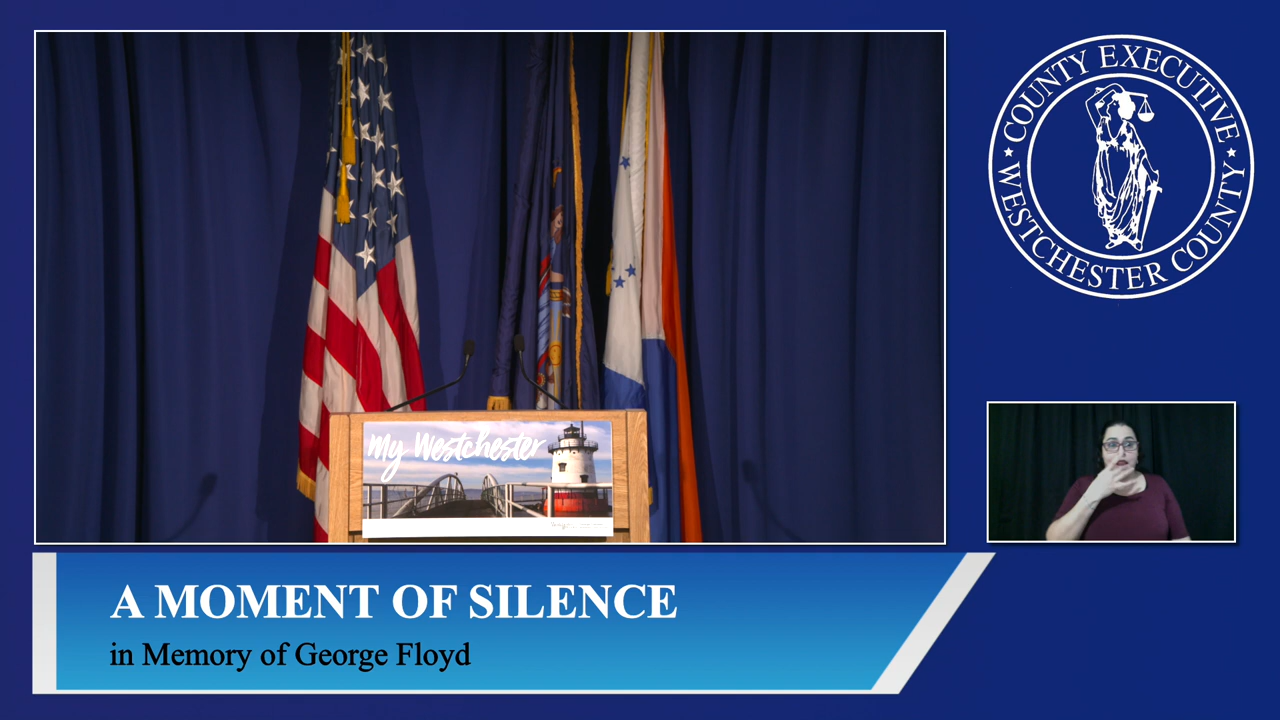 COUNTY EXECUTIVE
WESTCHESTER COUNTY
My Westchester
A MOMENT OF SILENCE
in Memory of George Floyd